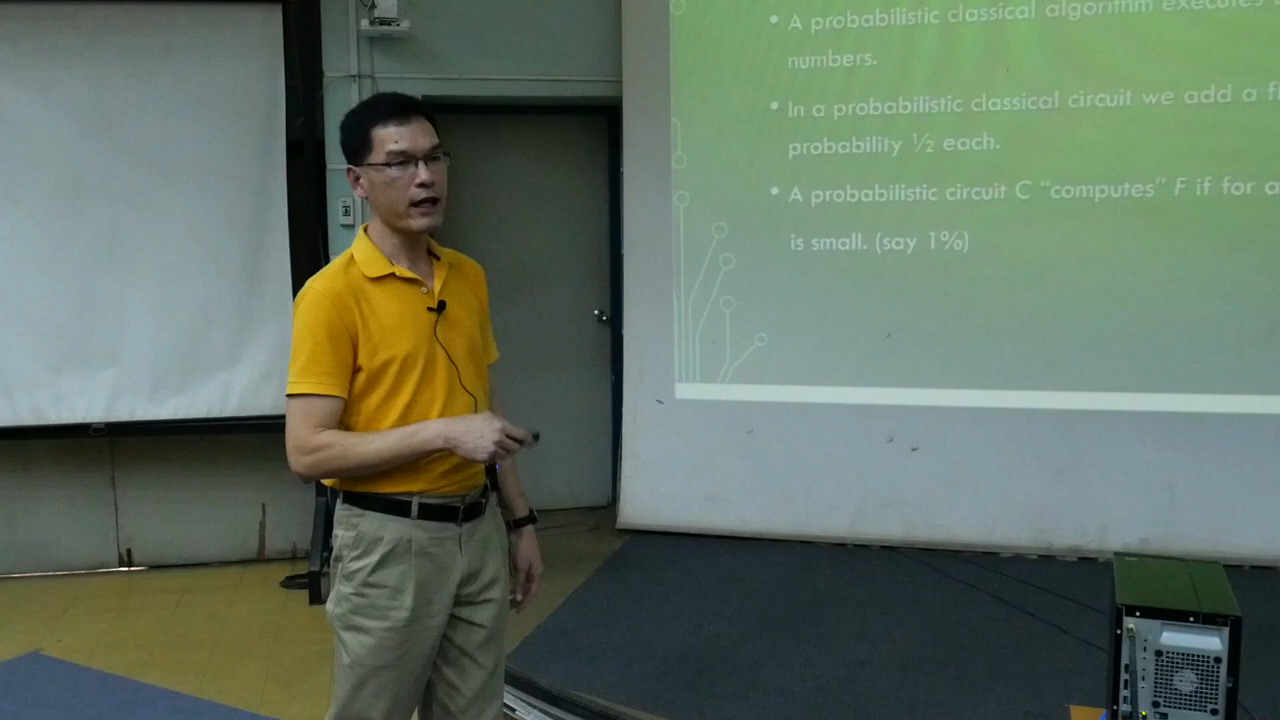 • A probabilistic classical algorithm executes
numbers.
• In a probabilistic classical circuit we add a
probability ½ each.
• A probabilistic circuit C “computes” F if for
is small. (say 1%)